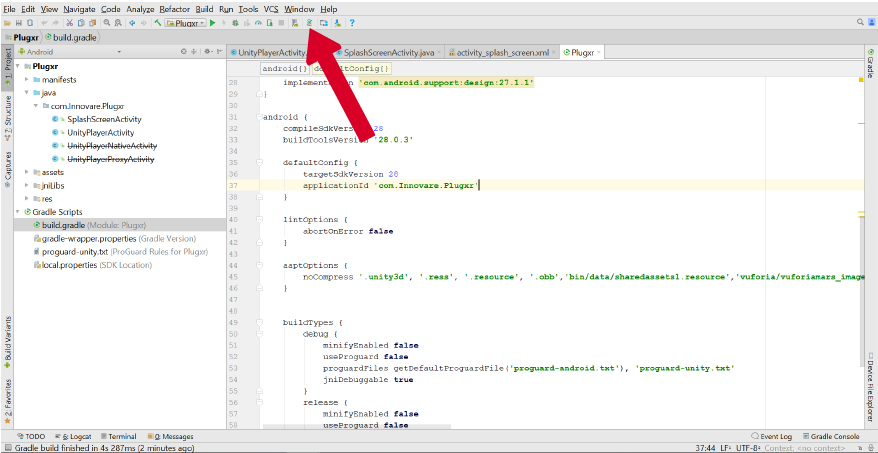 File Edit View Navigate Code Analyze Refactor Build Run Tools VCS Window Help
Plugxr
Plugxr build.gradle
Android
UnityPlayerActivity. SplashScreenActivity.java activity_splash_screen.xml Plugxr
1: Project
7: Structure
Captures
Build Variants
2: Favorites
Plugxr
manifests
java
com.Innovare.Plugxr
SplashScreenActivity
UnityPlayerActivity
UnityPlayerNativeActivity
UnityPlayerProxyActivity
assets
jniLibs
res
Gradle Scripts
build.gradle (Module: Plugxr)
gradle-wrapper.properties (Gradle Version)
proguard-unity.txt (ProGuard Rules for Plugxr)
local.properties (SDK Location)
android{} defaultConfig{}
28 implementation 'com.android.support:design:27.1.1'
29 }
30
31 android {
32 compileSdkVersion 28
33 buildToolsVersion '28.0.3'
34
35 defaultConfig {
36 targetSdkVersion 28
37 applicationId 'com.Innovare.Plugxr'
38 }
39
40 lintOptions {
41 abortOnError false
42 }
43
44 aaptOptions {
45 noCompress '.unity3d', '.ress', '.resource', '.obb','bin/data/sharedassets1.resource','vuforia/vuforiamars_image
46 }
47
48
49 buildTypes {
50 debug {
51 minifyEnabled false
52 useProguard false
53 proguardFiles getDefaultProguardFile('proguard-android.txt'), 'proguard-unity.txt'
54 jniDebuggable true
55 }
56 release {
57 minifyEnabled false
58 useProguard false
Gradle
Device File Explorer
TODO 6: Logcat Terminal 0: Messages Event Log Gradle Console
Gradle build finished in 4s 287ms (2 minutes ago) 37:44 LF÷ UTF-8÷ Context: <no context>